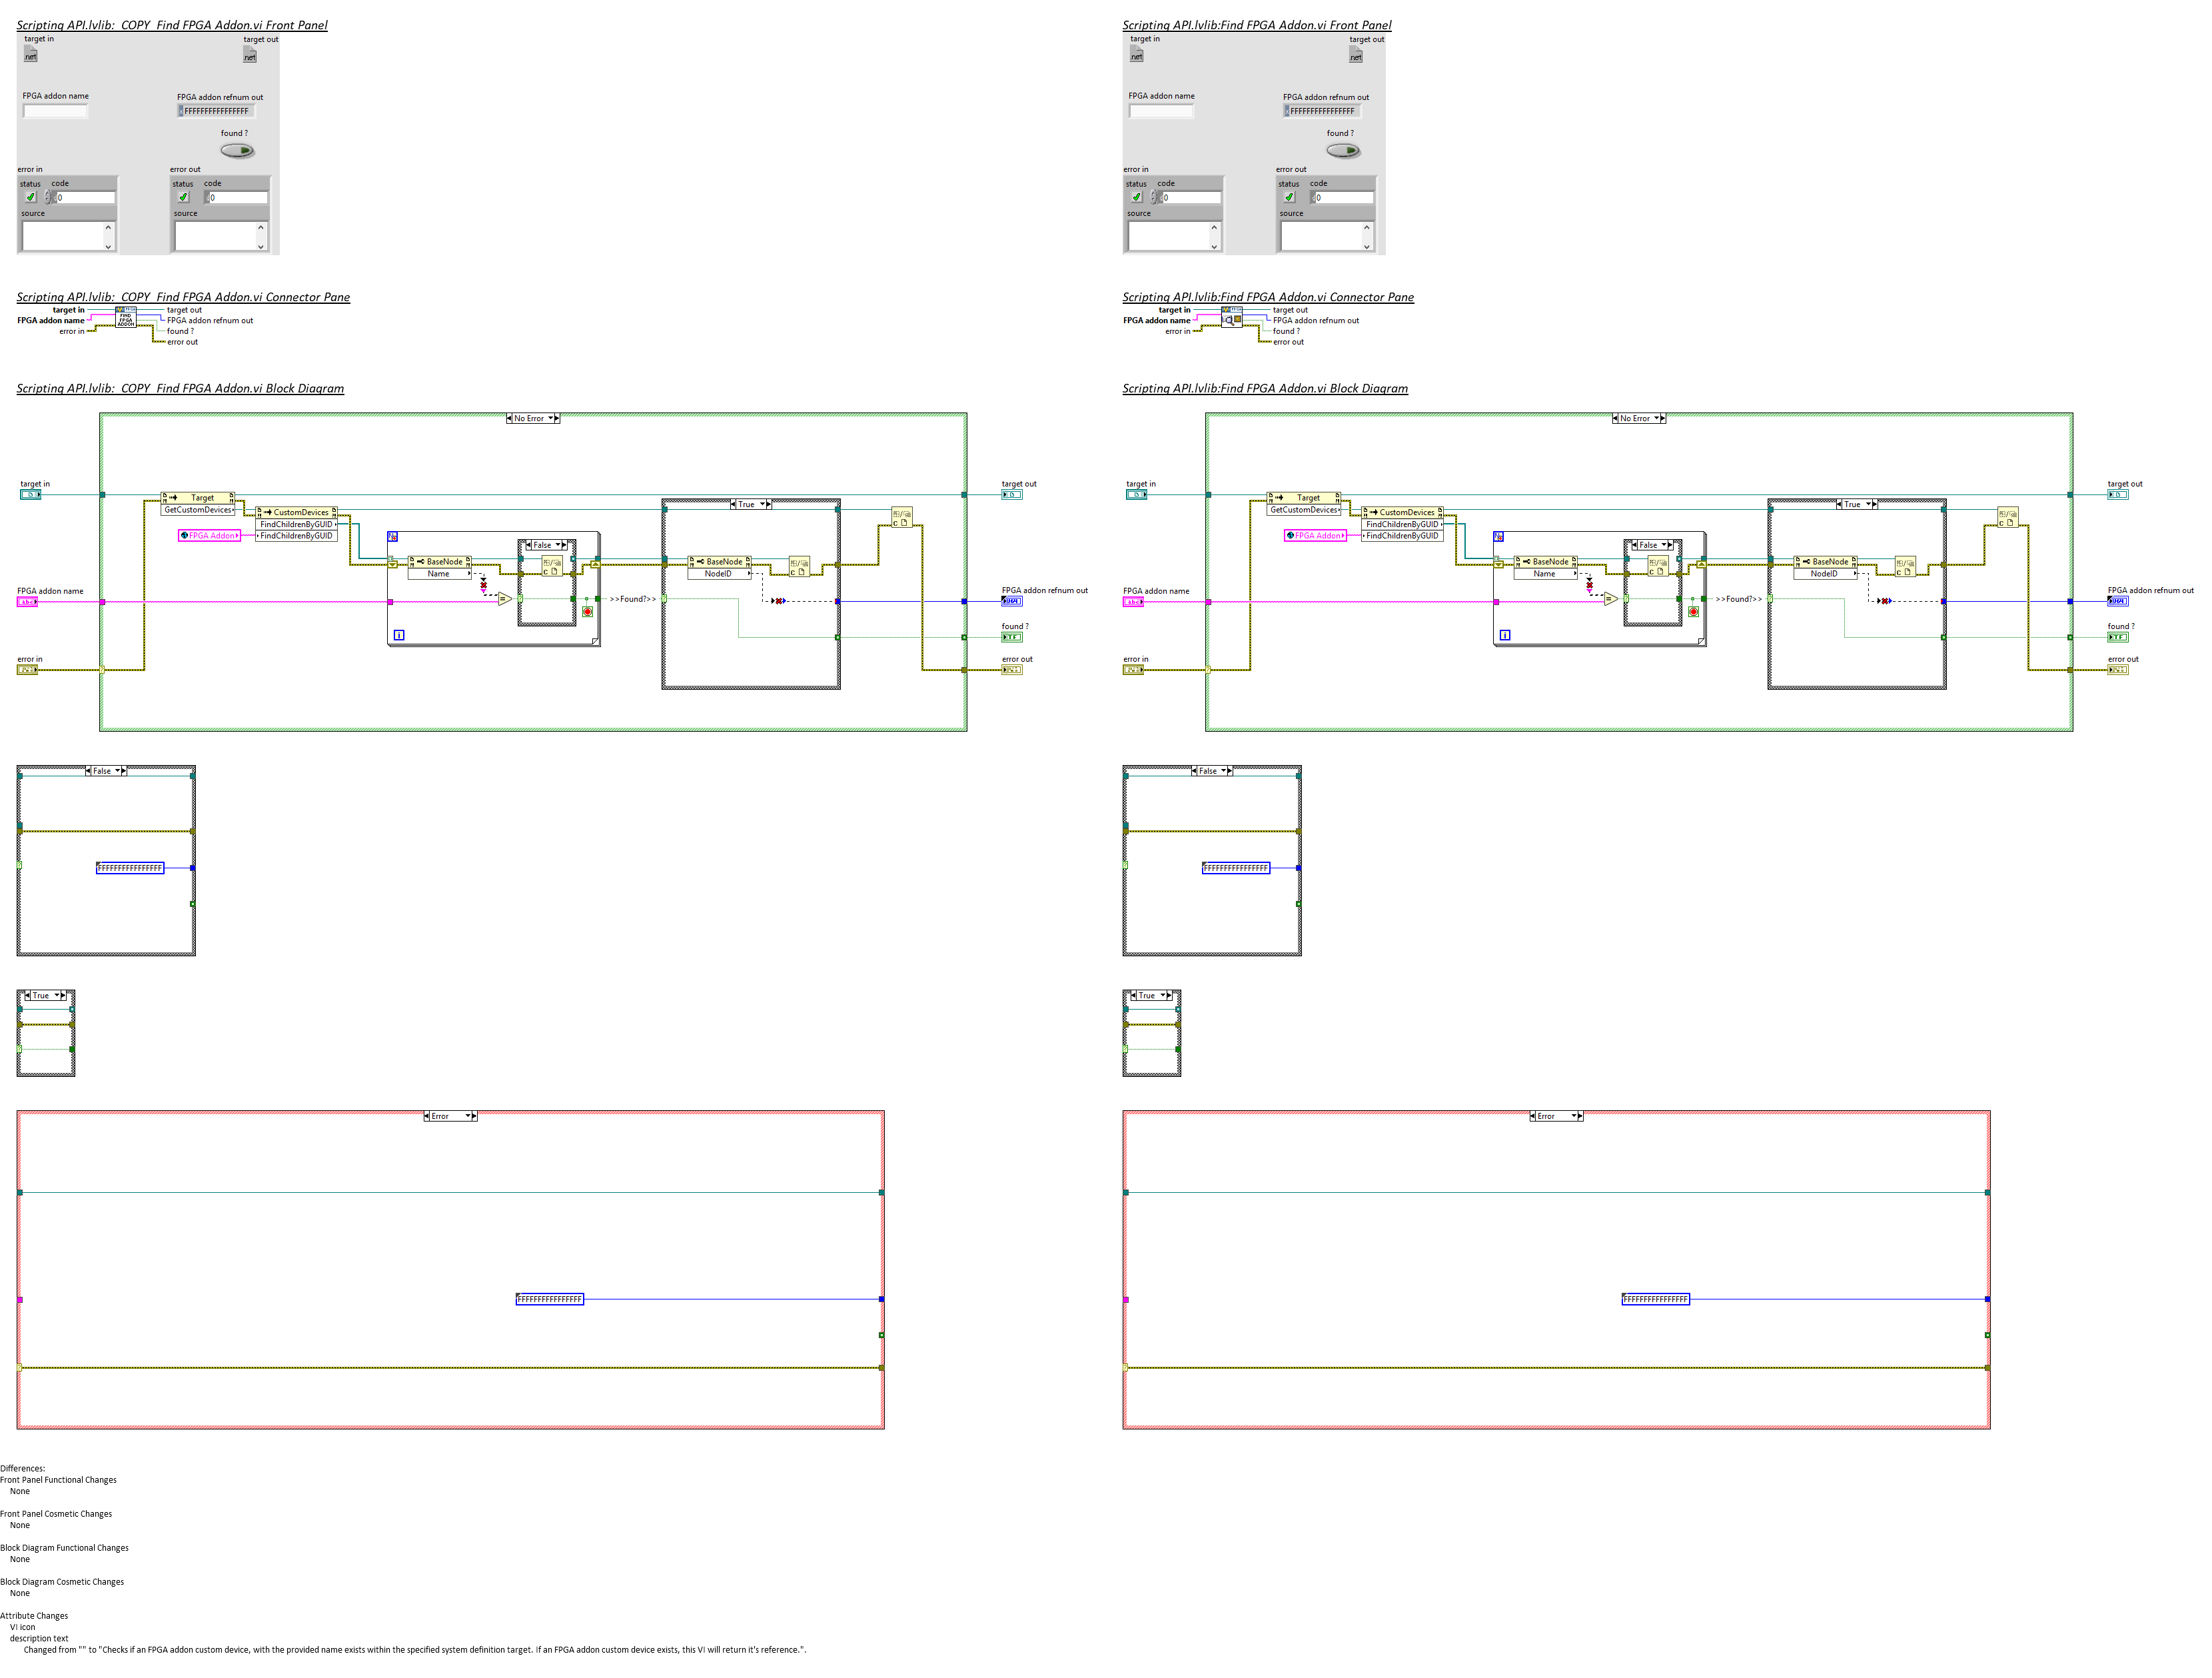 Scripting API.lvlib:_COPY_Find FPGA Addon.vi Front Panel
target in
target out
.net
.net
FPGA addon name
FPGA addon refnum out
FFFFFFFFFFFFFFFF
found ?
error in
error out
status code
status code
0
0
source
source
Scripting API.lvlib:Find FPGA Addon.vi Front Panel
target in
target out
.net
.net
FPGA addon name
FPGA addon refnum out
FFFFFFFFFFFFFFFF
found ?
error in
error out
status code
status code
0
0
source
source
Scripting API.lvlib:_COPY_Find FPGA Addon.vi Connector Pane
target in
FPGA addon name
error in
FIND
FPGA
ADDON
target out
FPGA addon refnum out
found ?
error out
Scripting API.lvlib:Find FPGA Addon.vi Connector Pane
target in
FPGA addon name
error in
target out
FPGA addon refnum out
found ?
error out
Scripting API.lvlib:_COPY_Find FPGA Addon.vi Block Diagram
No Error
target in
Target
GetCustomDevices
CustomDevices
FindChildrenByGUID
FPGA Addon
FindChildrenByGUID
N
False
BaseNode
Name
FPGA addon name
abc
=
>>Found?>>
i
error in
True
BaseNode
NodeID
target out
FPGA addon refnum out
found ?
TF
error out
Scripting API.lvlib:Find FPGA Addon.vi Block Diagram
No Error
target in
Target
GetCustomDevices
CustomDevices
FindChildrenByGUID
FPGA Addon
FindChildrenByGUID
N
False
BaseNode
Name
FPGA addon name
abc
=
>>Found?>>
i
error in
True
BaseNode
NodeID
target out
FPGA addon refnum out
found ?
TF
error out
False
FFFFFFFFFFFFFFFF
False
FFFFFFFFFFFFFFFF
True
True
Error
FFFFFFFFFFFFFFFF
Error
FFFFFFFFFFFFFFFF
Differences:
Front Panel Functional Changes
None
Front Panel Cosmetic Changes
None
Block Diagram Functional Changes
None
Block Diagram Cosmetic Changes
None
Attribute Changes
VI icon
description text
Changed from "" to "Checks if an FPGA addon custom device, with the provided name exists within the specified system definition target. If an FPGA addon custom device exists, this VI will return it's reference.".